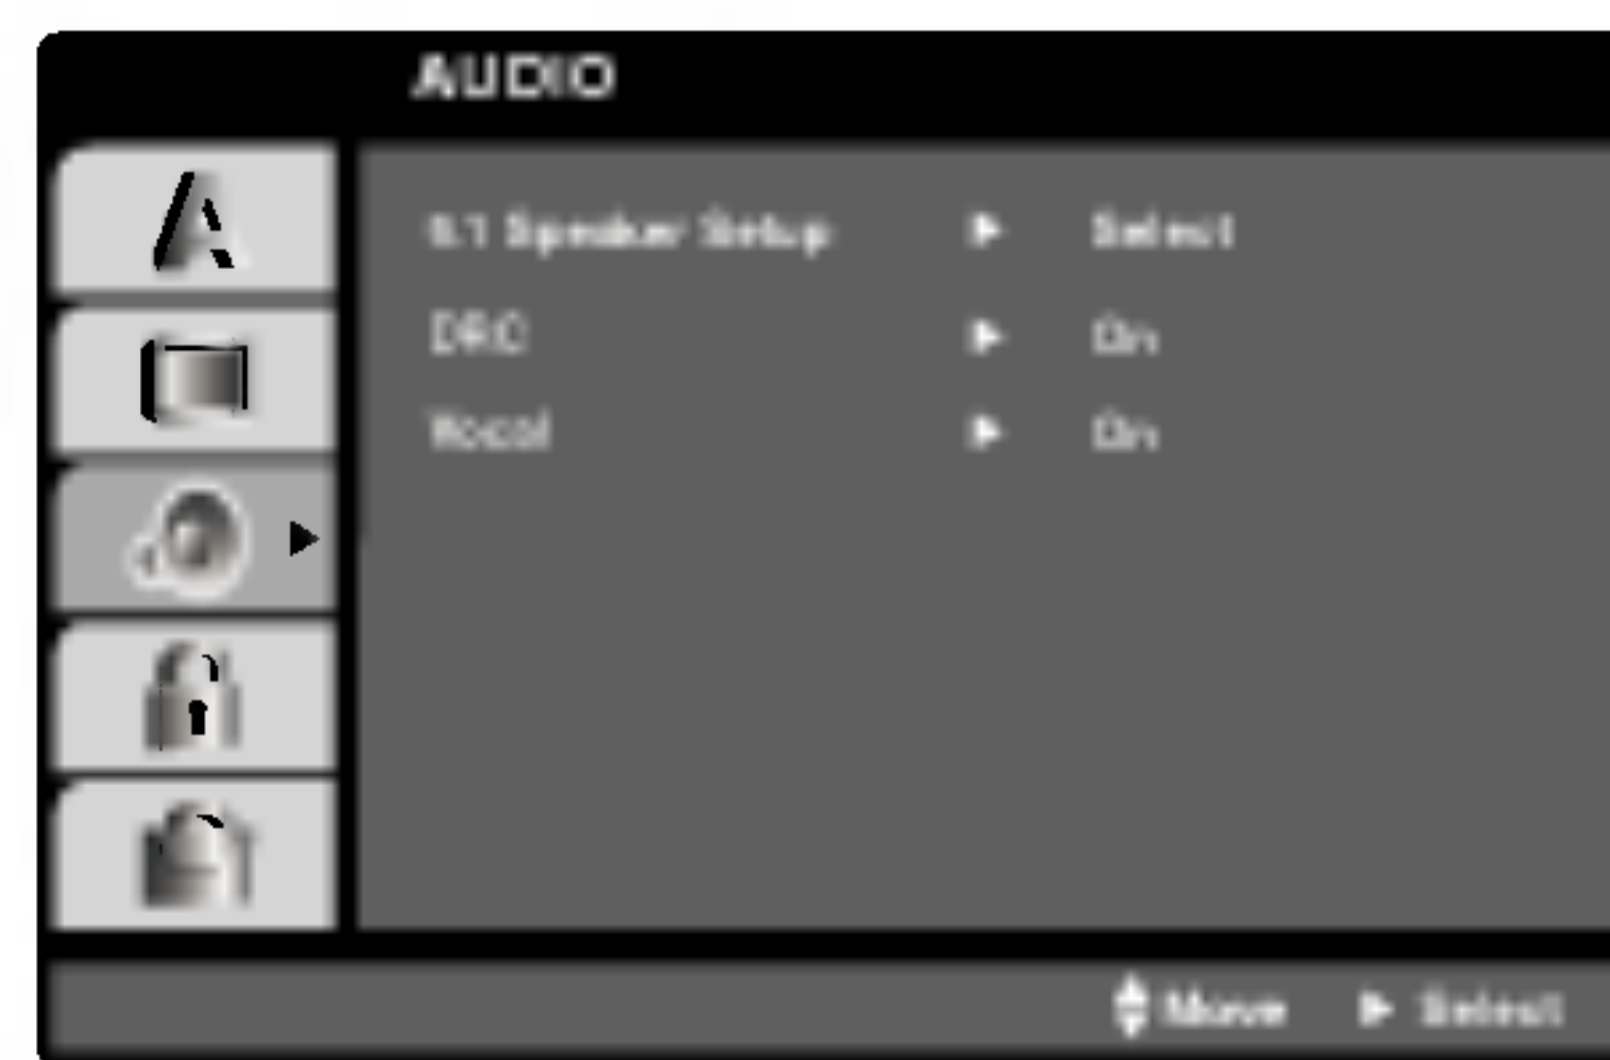 AUDIO
5.1 Speaker Setup ▶ Select
DRC ▶ On
Vocal ▶ On
Move ▶ Select